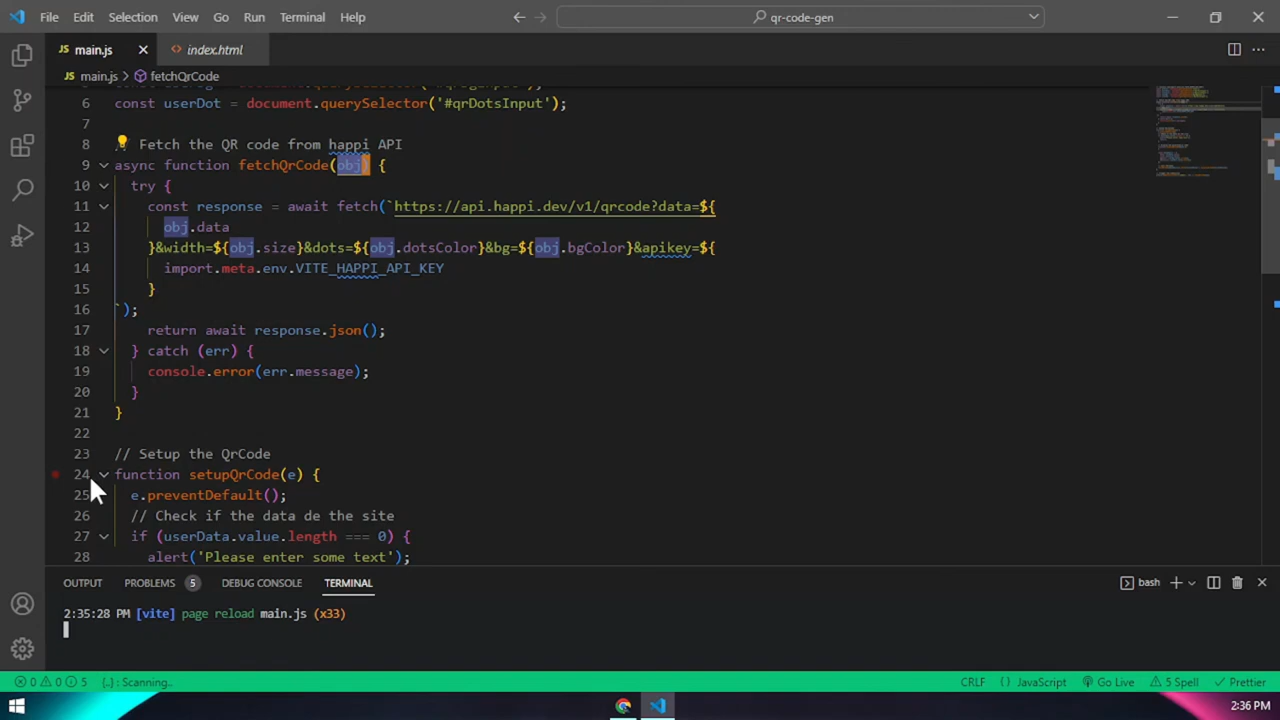 File Edit Selection View Go Run Terminal Help qr-code-gen
JS main.js index.html
JS main.js > fetchQrCode
6 const userDot = document.querySelector('#qrDotsInput');
7
8 Fetch the QR code from happi API
9 async function fetchQrCode(obj) {
10 try {
11 const response = await fetch(`https://api.happi.dev/v1/qrcode?data=${
12 obj.data
13 }&width=${obj.size}&dots=${obj.dotsColor}&bg=${obj.bgColor}&apikey=${
14 import.meta.env.VITE_HAPPI_API_KEY
15 }
16 `);
17 return await response.json();
18 } catch (err) {
19 console.error(err.message);
20 }
21 }
22
23 // Setup the QrCode
24 function setupQrCode(e) {
25 e.preventDefault();
26 // Check if the data de the site
27 if (userData.value.length === 0) {
28 alert('Please enter some text');
OUTPUT PROBLEMS 5 DEBUG CONSOLE TERMINAL bash
2:35:28 PM [vite] page reload main.js (x33)
0 0 5 {..} : Scanning.. CRLF {} JavaScript Go Live 5 Spell Prettier
2:36 PM